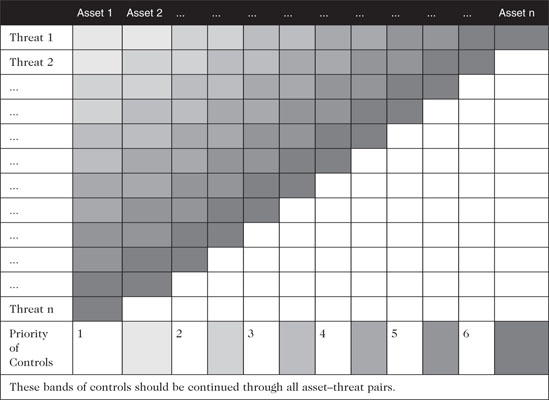 Asset 1 Asset 2 ... ... ... ... ... ... ... ... ... Asset n
Threat 1
Threat 2
...
...
...
...
...
...
...
...
...
Threat n
Priority 1 2 3 4 5 6
of
Controls
These bands of controls should be continued through all asset–threat pairs.